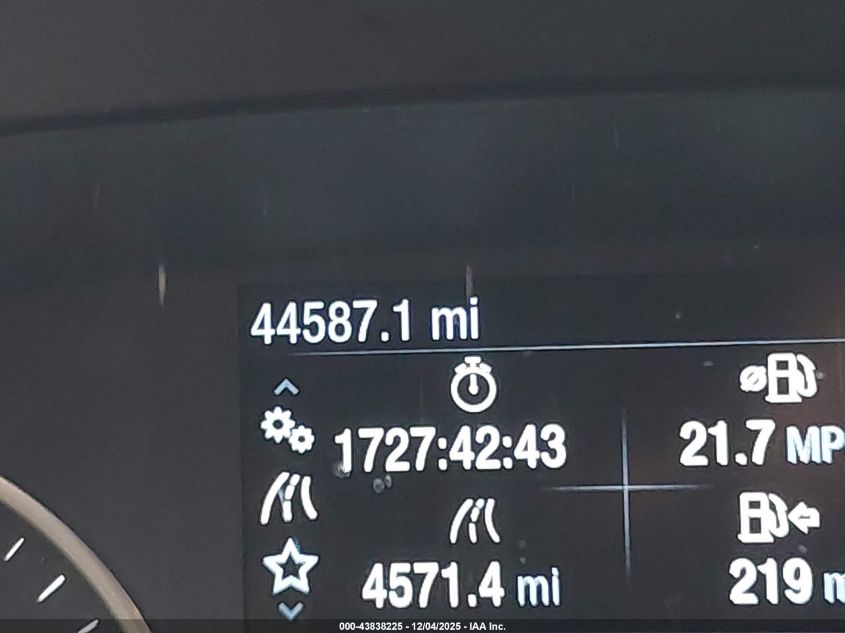 44587.1 mi
1727:42:43
21.7 MP
4571.4 mi
219 m
000-43838225 - 12/04/2025 - IAA Inc.